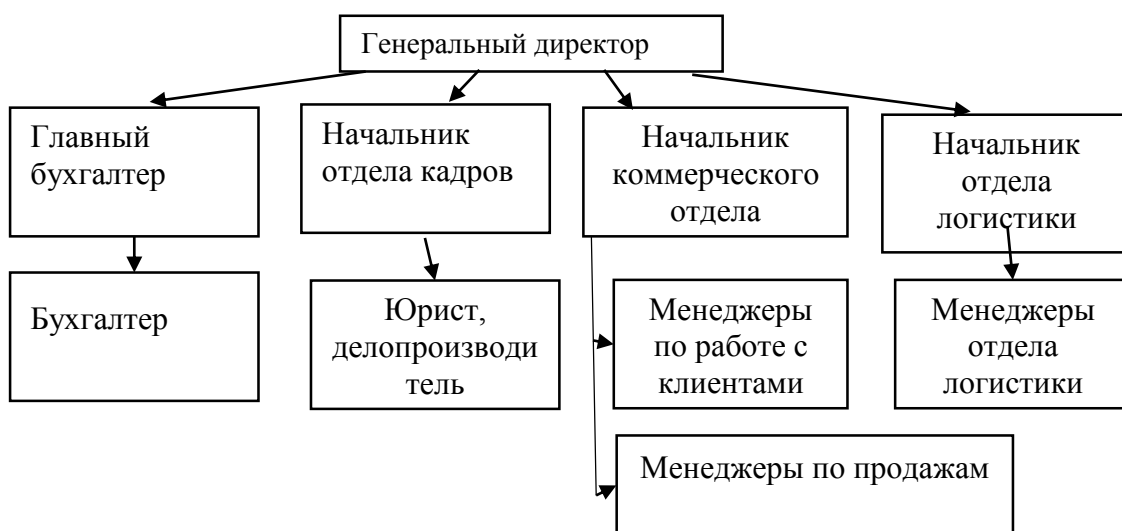 Генеральный директор
Главный
бухгалтер
Начальник
отдела кадров
Начальник
коммерческого
отдела
Начальник
отдела
логистики
Бухгалтер
Юрист,
делопроизводи
тель
Менеджеры
по работе с
клиентами
Менеджеры
отдела
логистики
Менеджеры по продажам